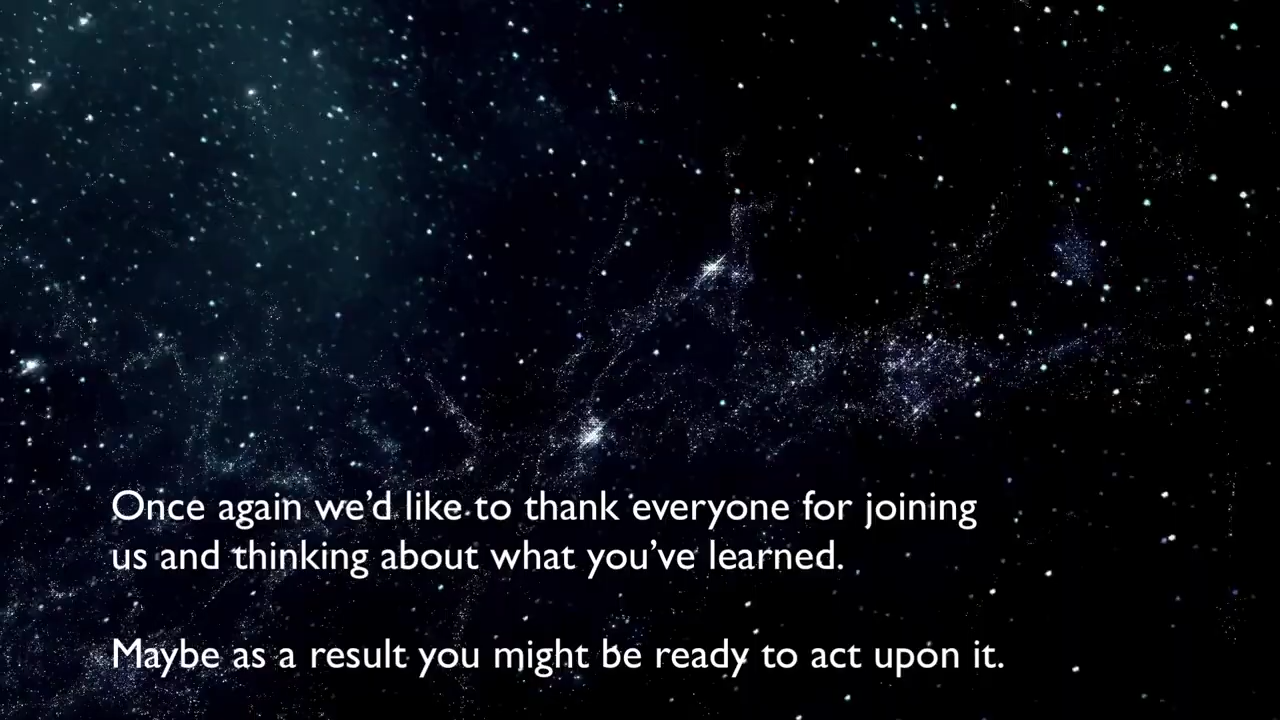 Once again we’d like to thank everyone for joining
us and thinking about what you’ve learned.
Maybe as a result you might be ready to act upon it.